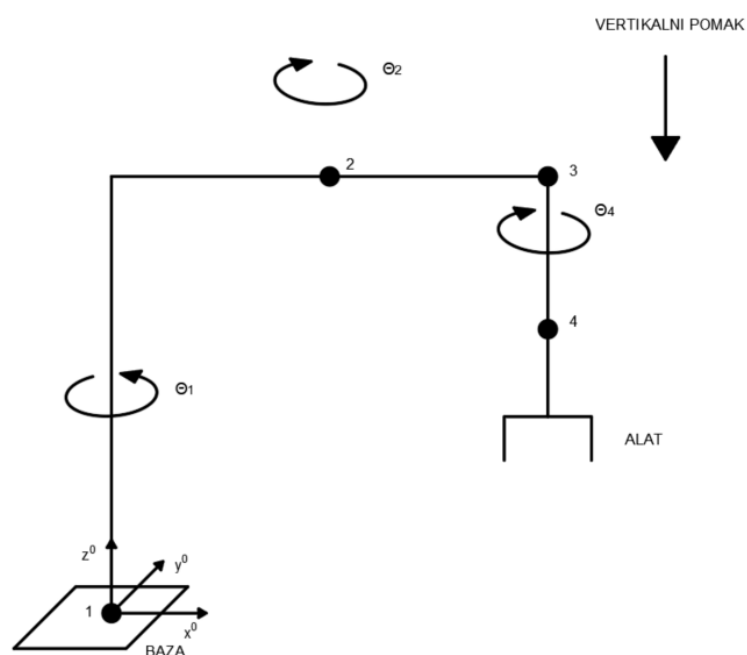 VERTIKALNI POMAK
Θ2
2
3
Θ4
4
Θ1
ALAT
z⁰
y⁰
1
x⁰
BAZA